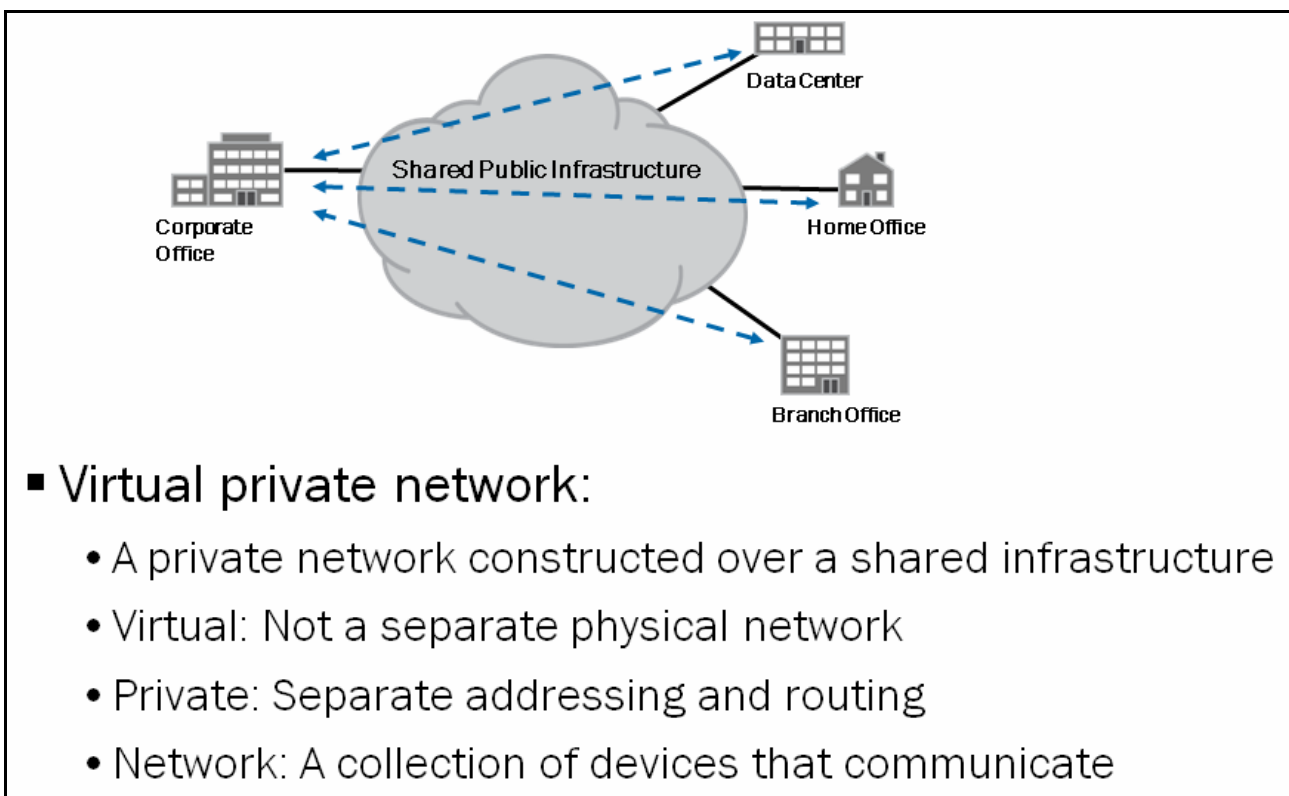 Data Center
Shared Public Infrastructure
Corporate
Office
Home Office
Branch Office
▪ Virtual private network:
• A private network constructed over a shared infrastructure
• Virtual: Not a separate physical network
• Private: Separate addressing and routing
• Network: A collection of devices that communicate